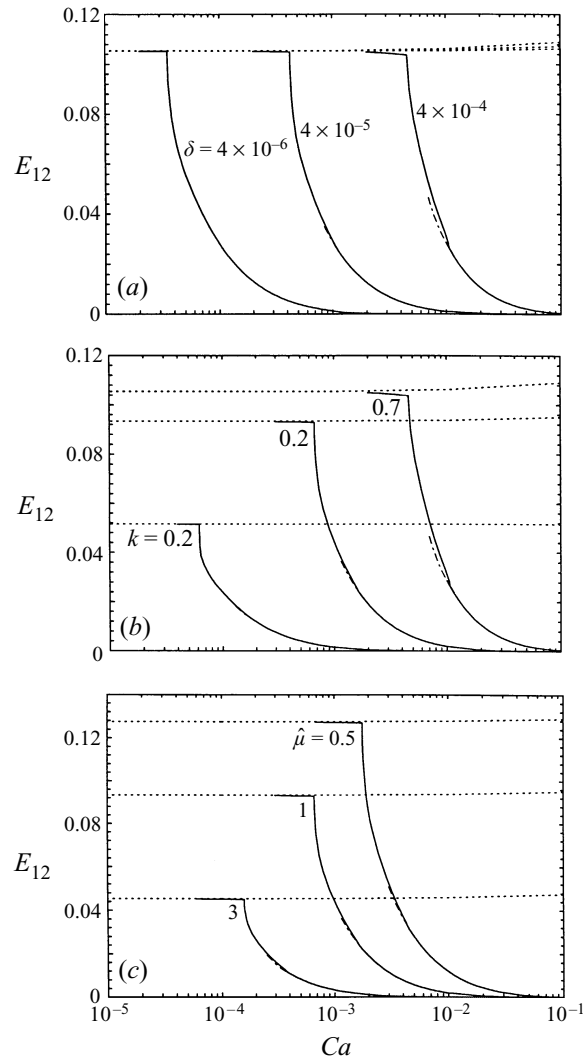 0.12
0.08
E₁₂
δ = 4 × 10⁻⁶
4 × 10⁻⁵
4 × 10⁻⁴
0.04
(a)
0
0.12
0.7
0.2
0.08
E₁₂
k = 0.2
0.04
(b)
0
0.12
μ̂ = 0.5
1
0.08
E₁₂
0.04
3
(c)
0
10⁻⁵ 10⁻⁴ 10⁻³ 10⁻² 10⁻¹
Ca